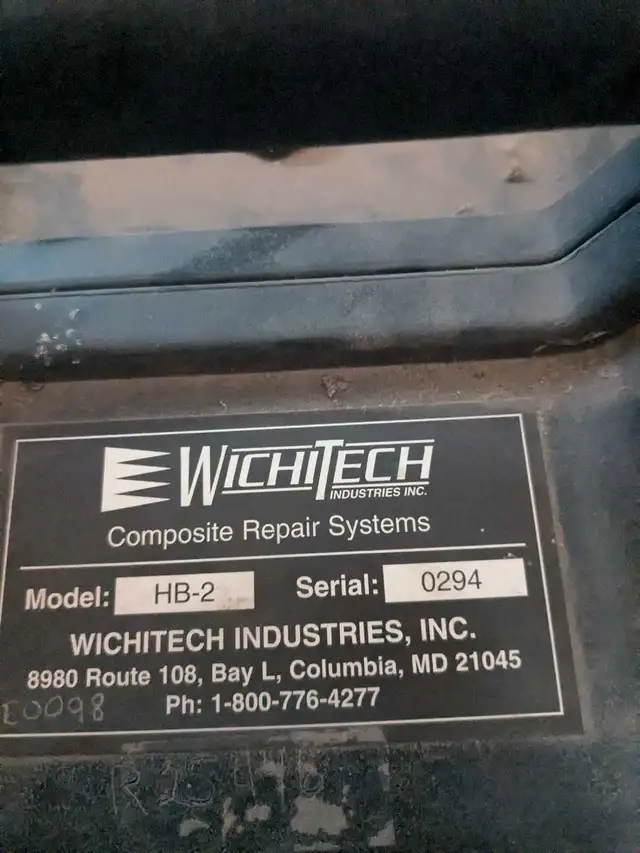 WICHITECH
INDUSTRIES INC.
Composite Repair Systems
Model: HB-2 Serial: 0294
WICHITECH INDUSTRIES, INC.
8980 Route 108, Bay L, Columbia, MD 21045
Ph: 1-800-776-4277
E0098